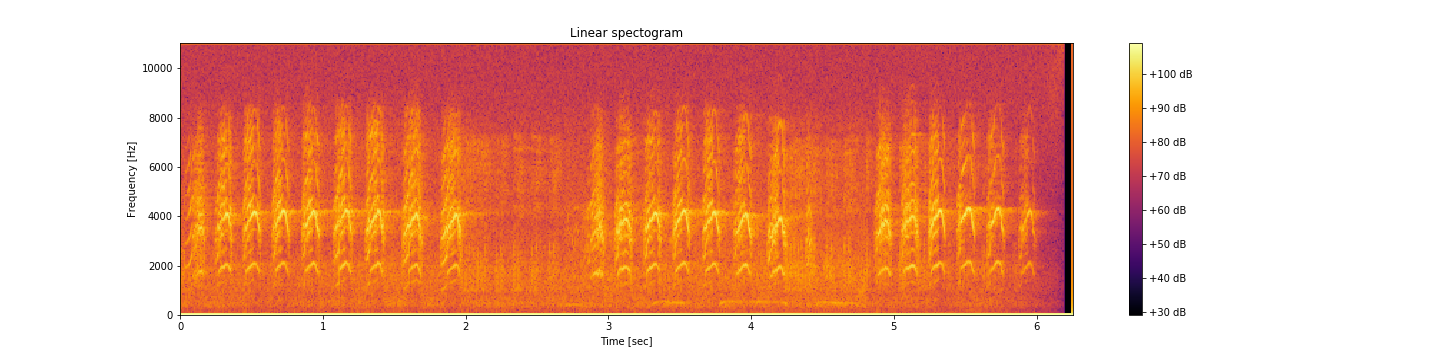 Linear spectogram
Frequency [Hz]
10000
8000
6000
4000
2000
0
0 1 2 3 4 5 6
Time [sec]
+100 dB
+90 dB
+80 dB
+70 dB
+60 dB
+50 dB
+40 dB
+30 dB